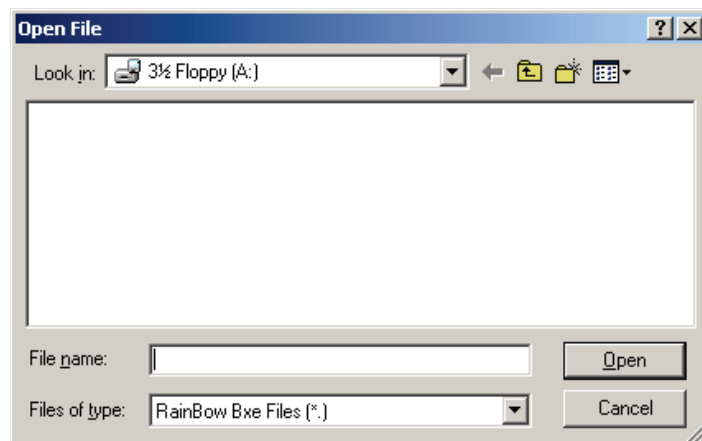 Open File
Look in: 3½ Floppy (A:)
File name: Open
Files of type: RainBow Bxe Files (*.) Cancel